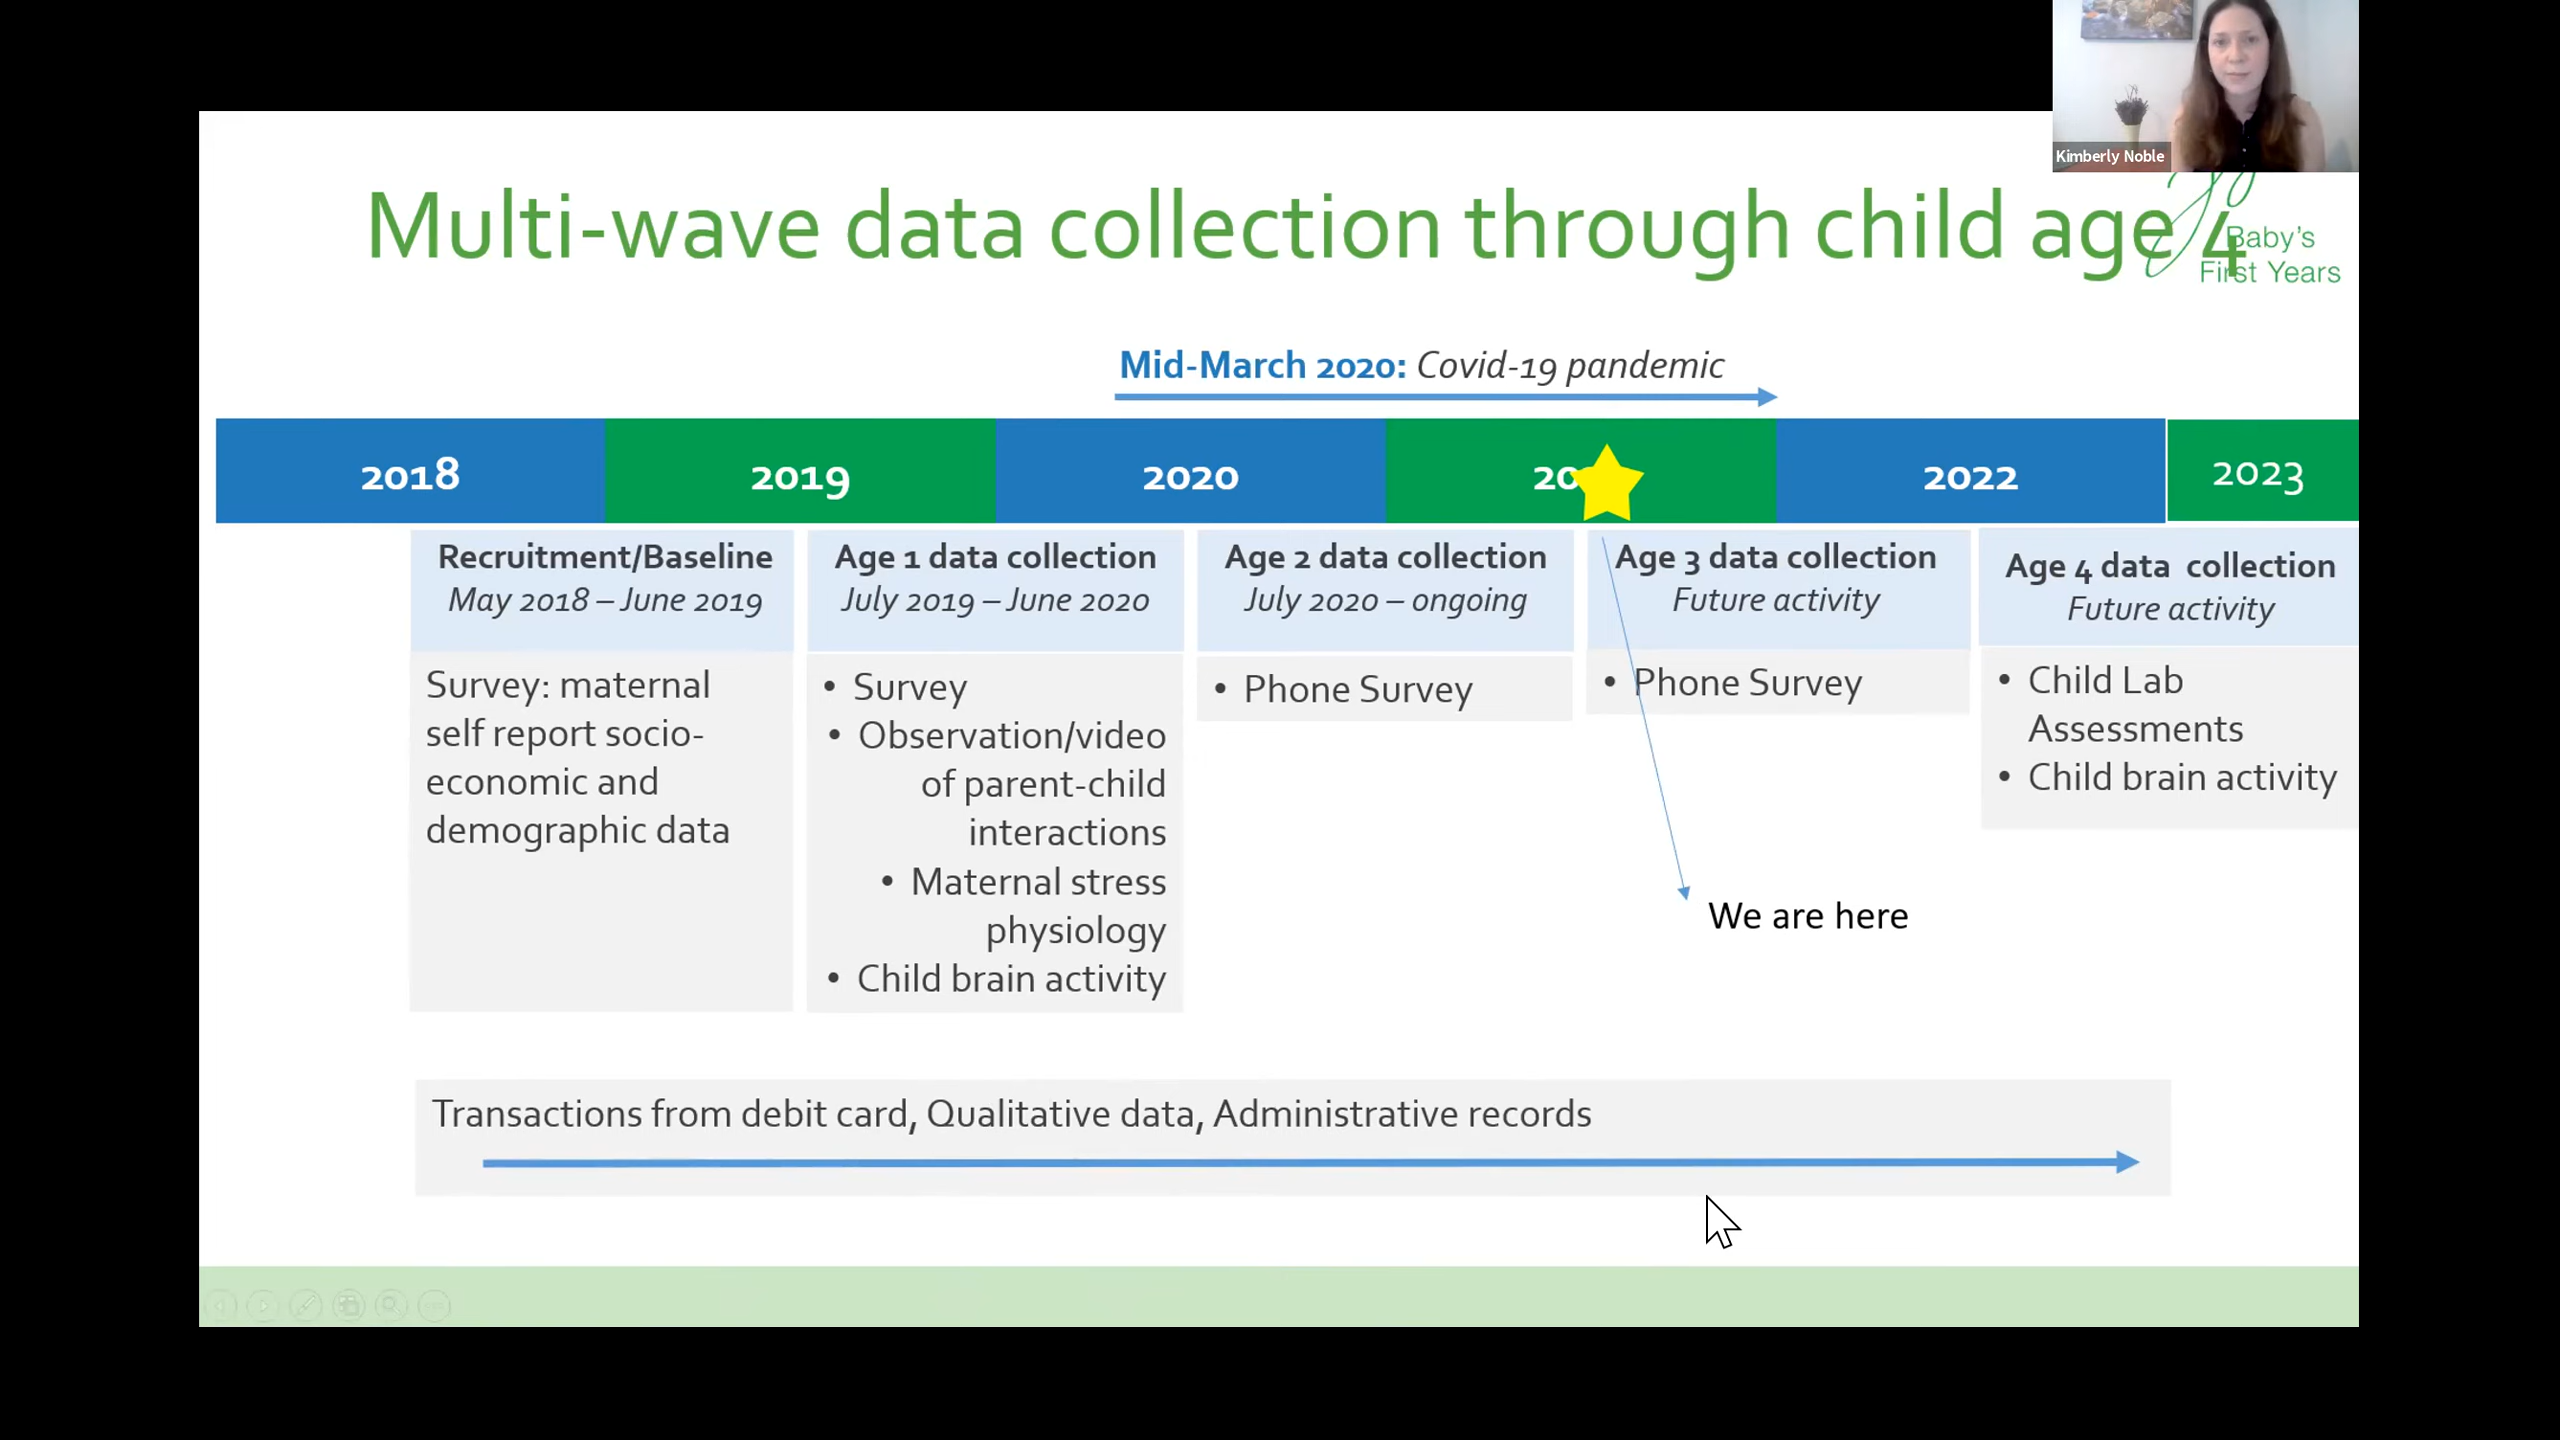 Kimberly Noble
Multi-wave data collection through child age 4
Baby's
First Years
Mid-March 2020: Covid-19 pandemic
2018
2019
2020
20
2022
2023
Recruitment/Baseline
May 2018 – June 2019
Survey: maternal
self report socio-
economic and
demographic data
Age 1 data collection
July 2019 – June 2020
• Survey
• Observation/video
of parent-child
interactions
• Maternal stress
physiology
• Child brain activity
Age 2 data collection
July 2020 – ongoing
• Phone Survey
Age 3 data collection
Future activity
• Phone Survey
Age 4 data collection
Future activity
• Child Lab
Assessments
• Child brain activity
We are here
Transactions from debit card, Qualitative data, Administrative records